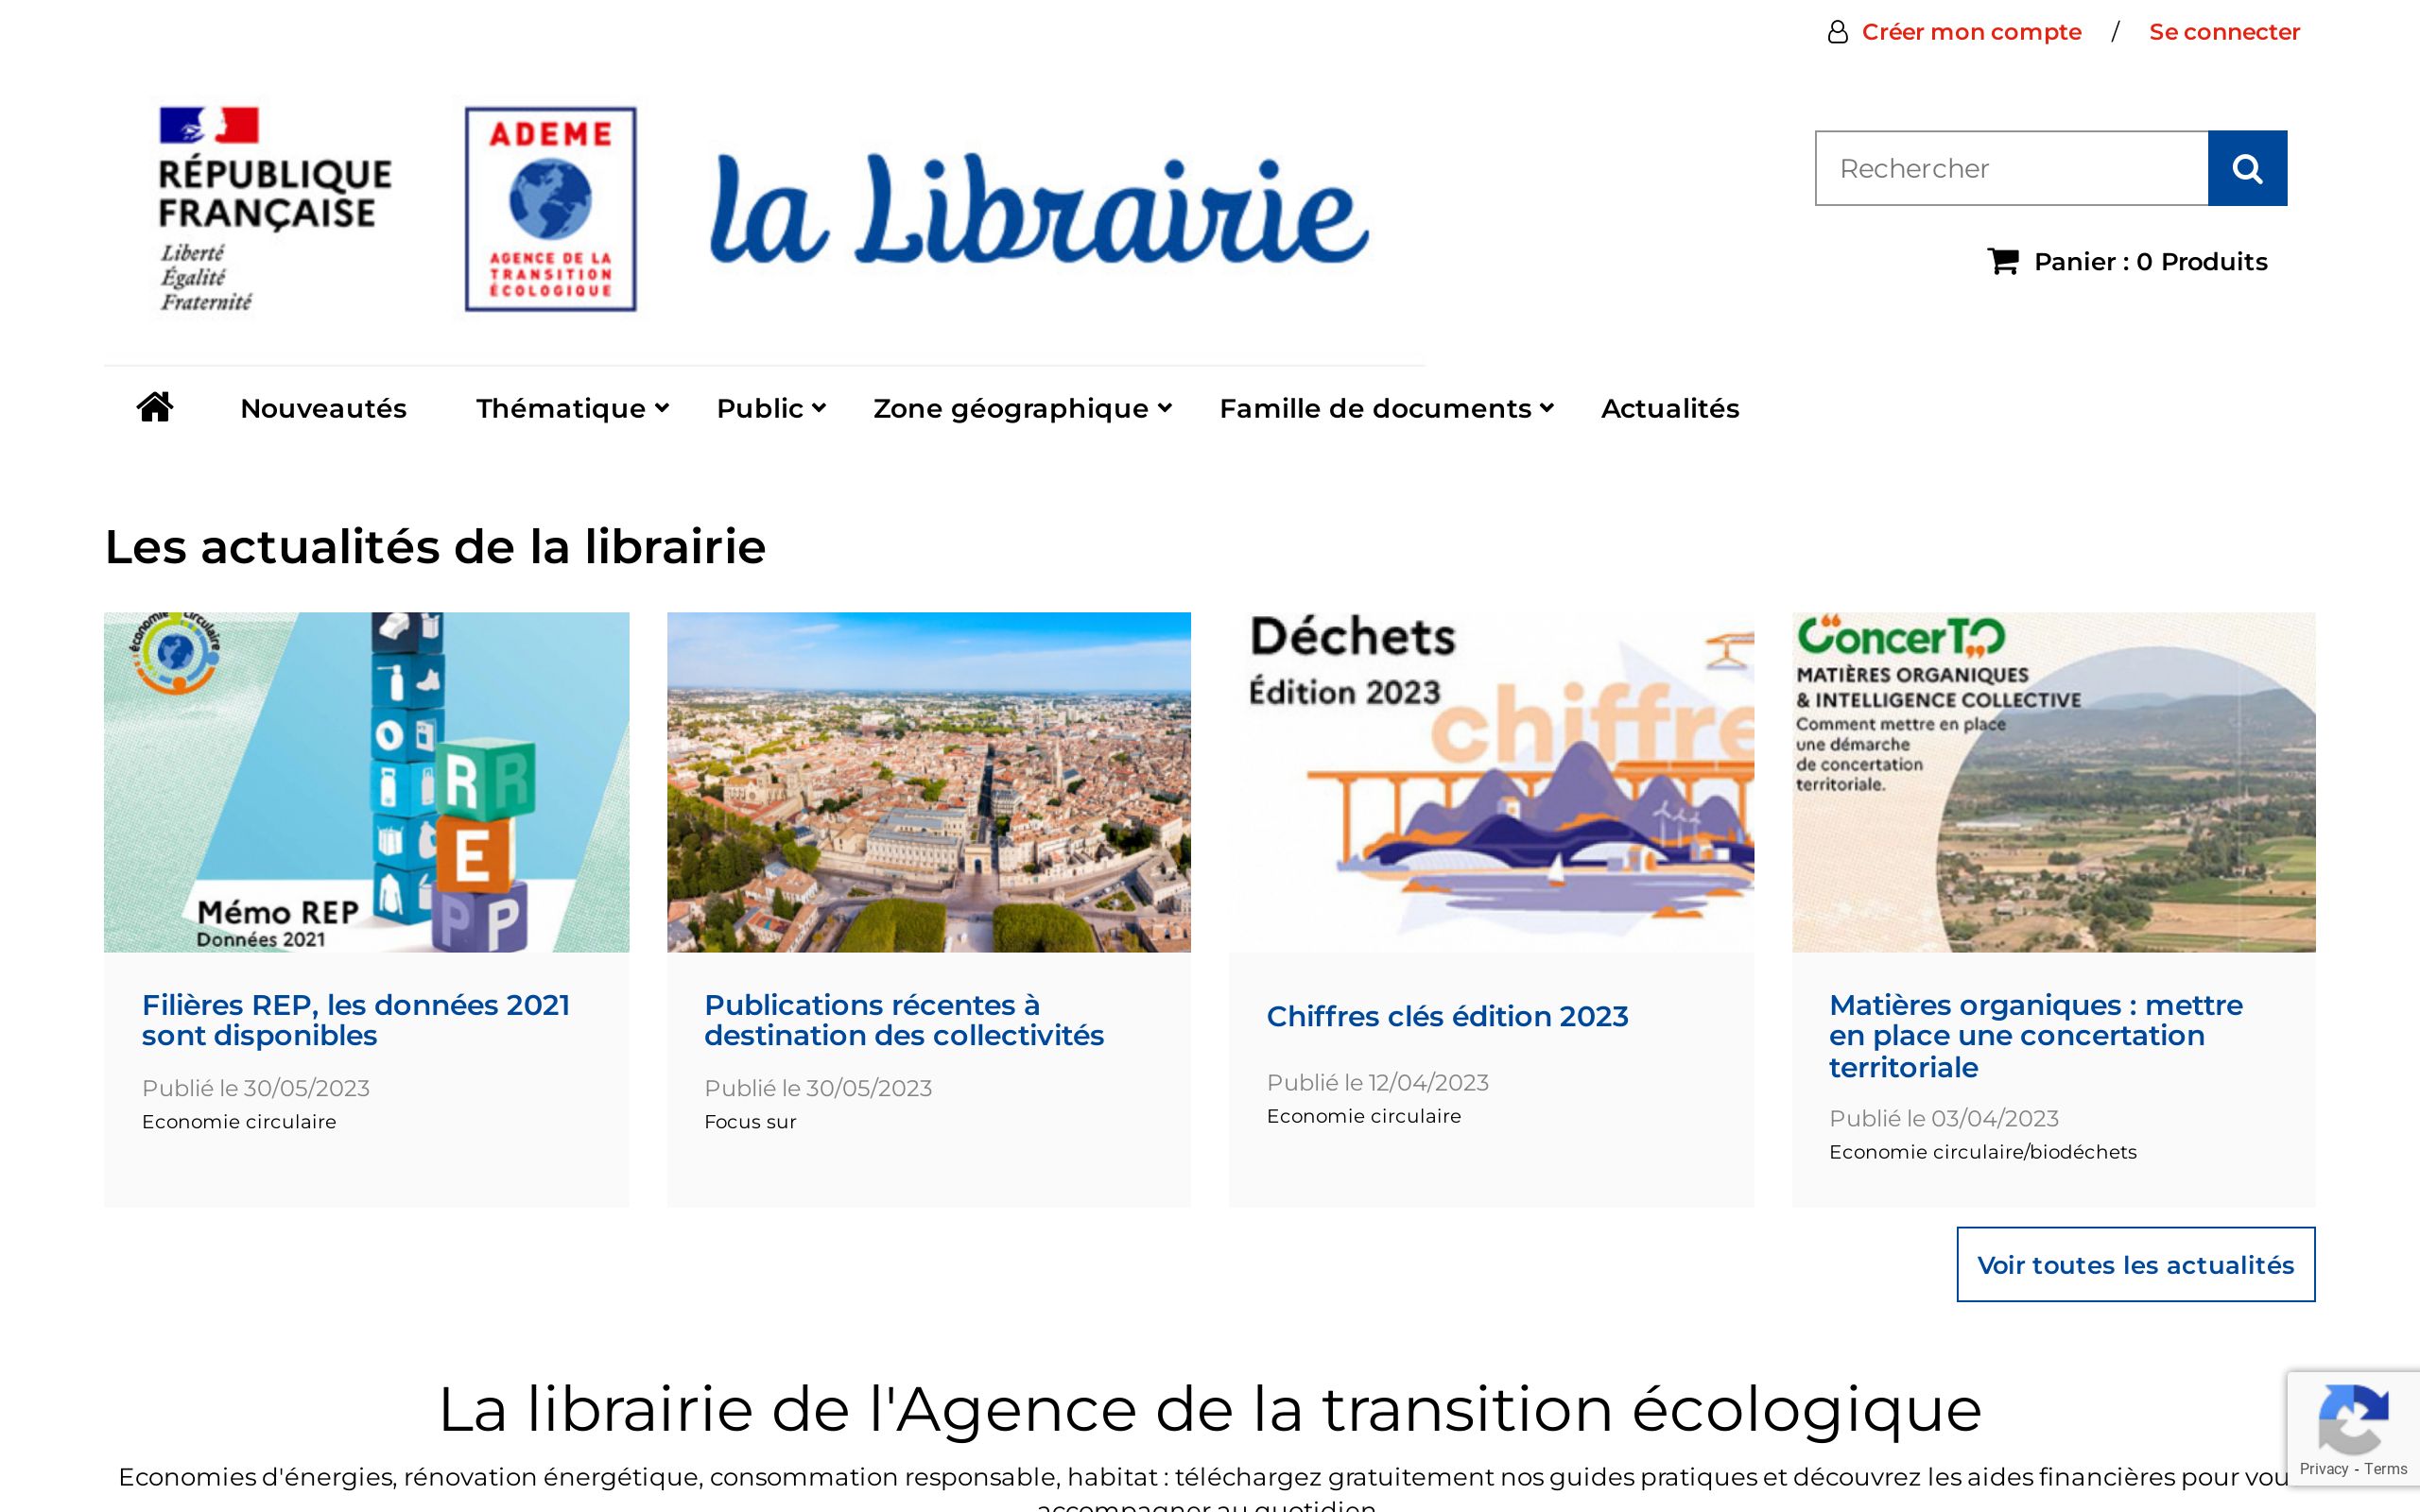 Créer mon compte / Se connecter
RÉPUBLIQUE
FRANÇAISE
Liberté
Égalité
Fraternité
ADEME
AGENCE DE LA
TRANSITION
ÉCOLOGIQUE
la Librairie
Rechercher
Panier : 0 Produits
Nouveautés Thématique Public Zone géographique Famille de documents Actualités
Les actualités de la librairie
économie circulaire
R R
E
P P
Mémo REP
Données 2021
Filières REP, les données 2021
sont disponibles
Publié le 30/05/2023
Economie circulaire
Publications récentes à
destination des collectivités
Publié le 30/05/2023
Focus sur
Déchets
Édition 2023
chiffre
Chiffres clés édition 2023
Publié le 12/04/2023
Economie circulaire
ConcerTO
MATIÈRES ORGANIQUES
& INTELLIGENCE COLLECTIVE
Comment mettre en place
une démarche
de concertation
territoriale.
Matières organiques : mettre
en place une concertation
territoriale
Publié le 03/04/2023
Economie circulaire/biodéchets
Voir toutes les actualités
La librairie de l'Agence de la transition écologique
Economies d'énergies, rénovation énergétique, consommation responsable, habitat : téléchargez gratuitement nos guides pratiques et découvrez les aides financières pour vou
accompagner au quotidien
Privacy - Terms